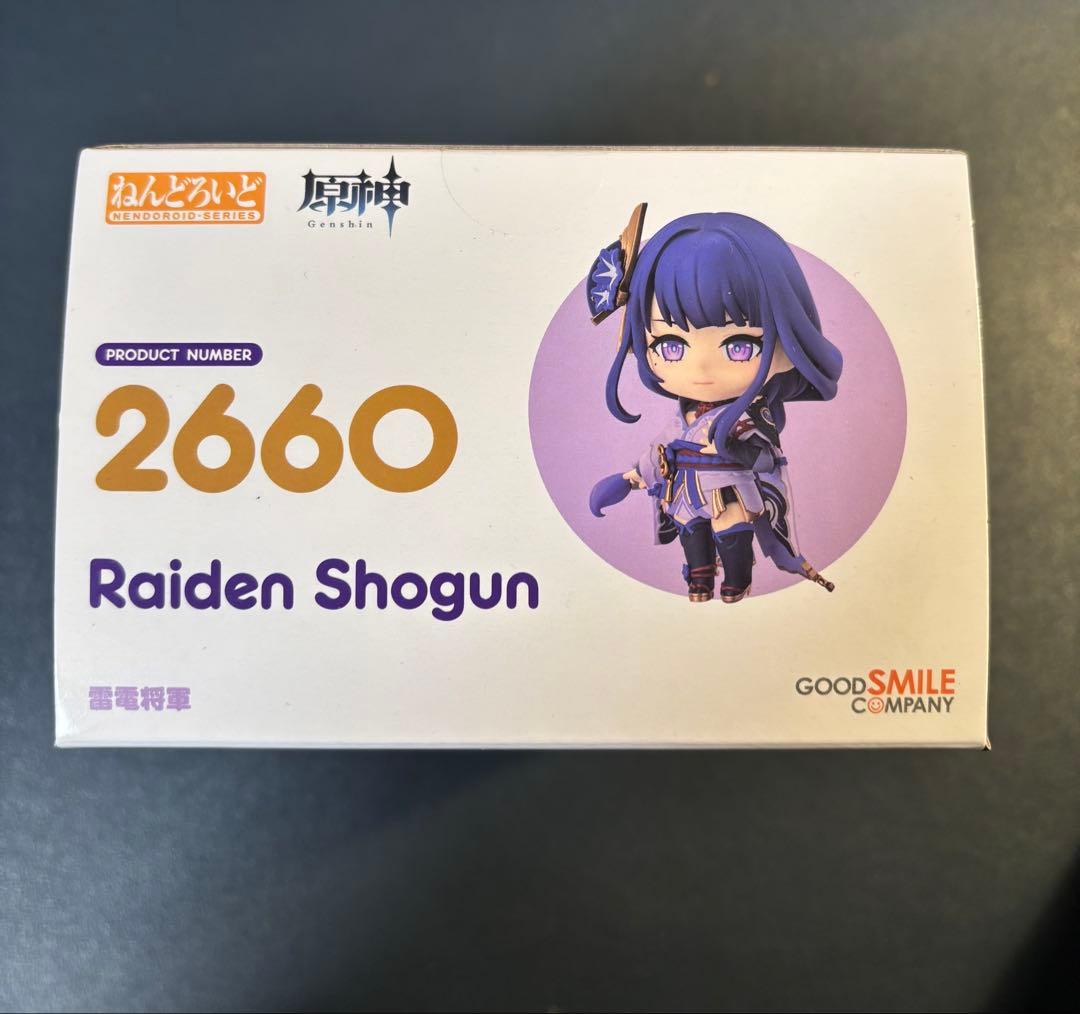 ねんどろいど
NENDOROID-SERIES
原神
Genshin
PRODUCT NUMBER
2660
Raiden Shogun
雷電将軍
GOOD SMILE
COMPANY